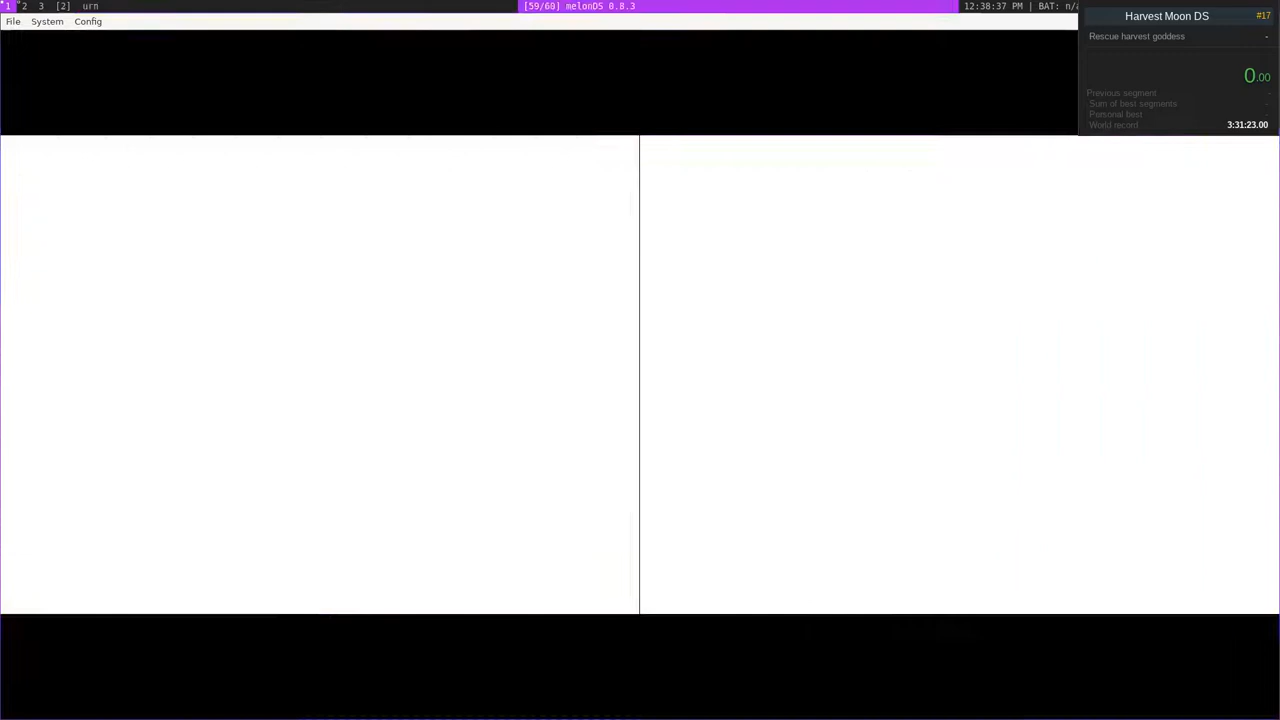 1 2 3 [2] urn [59/60] melonDS 0.8.3 12:38:37 PM | BAT: n/a
File System Config
Harvest Moon DS #17
Rescue harvest goddess -
0.00
Previous segment -
Sum of best segments -
Personal best -
World record 3:31:23.00